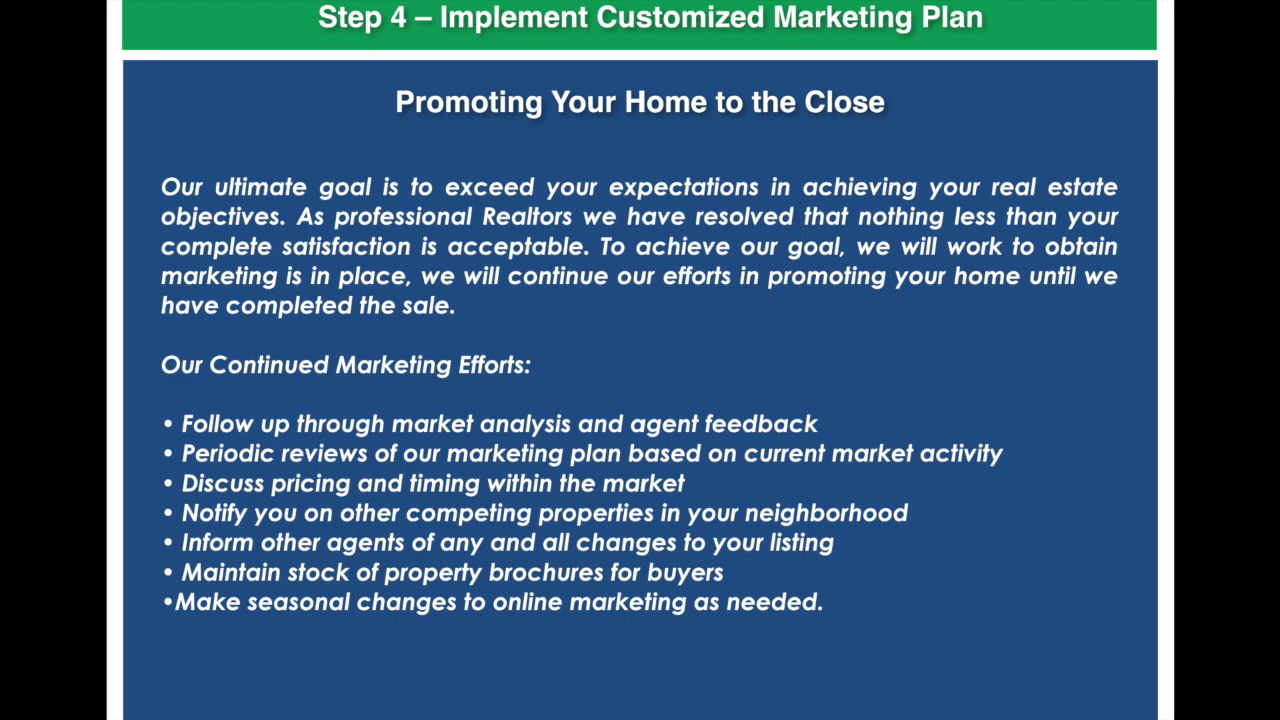 Step 4 – Implement Customized Marketing Plan
Promoting Your Home to the Close
Our ultimate goal is to exceed your expectations in achieving your real estate
objectives. As professional Realtors we have resolved that nothing less than your
complete satisfaction is acceptable. To achieve our goal, we will work to obtain
marketing is in place, we will continue our efforts in promoting your home until we
have completed the sale.
Our Continued Marketing Efforts:
• Follow up through market analysis and agent feedback
• Periodic reviews of our marketing plan based on current market activity
• Discuss pricing and timing within the market
• Notify you on other competing properties in your neighborhood
• Inform other agents of any and all changes to your listing
• Maintain stock of property brochures for buyers
•Make seasonal changes to online marketing as needed.